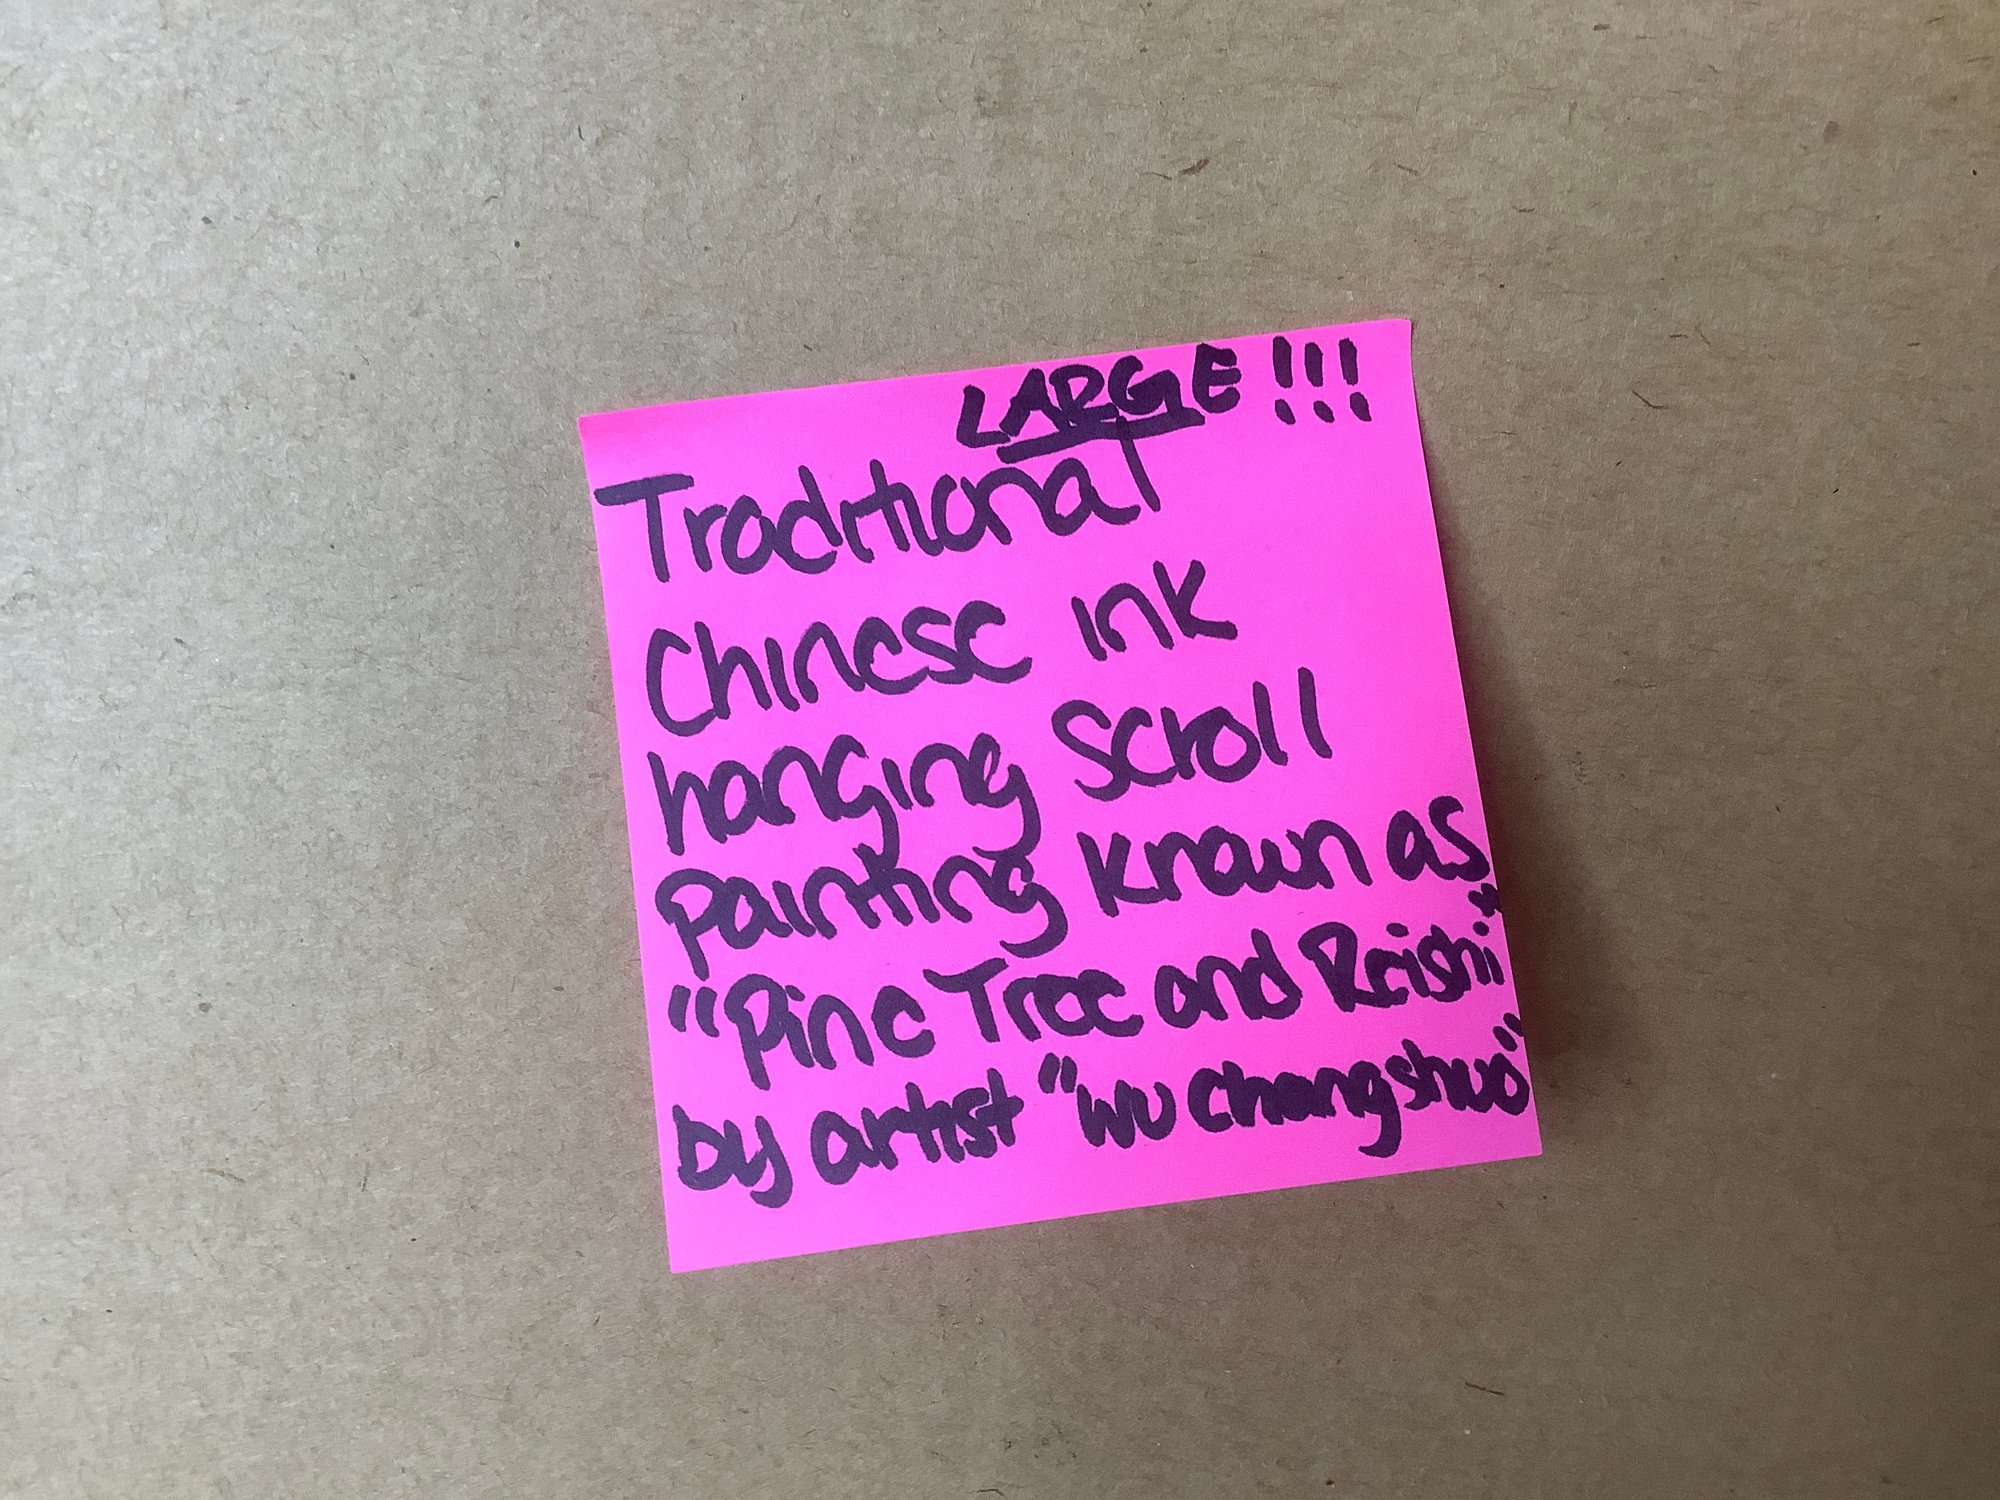 LARGE!!!
Traditional
Chinese ink
hanging scroll
painting known as
"Pine Tree and Reishi"
by artist "Wu Changshuo"